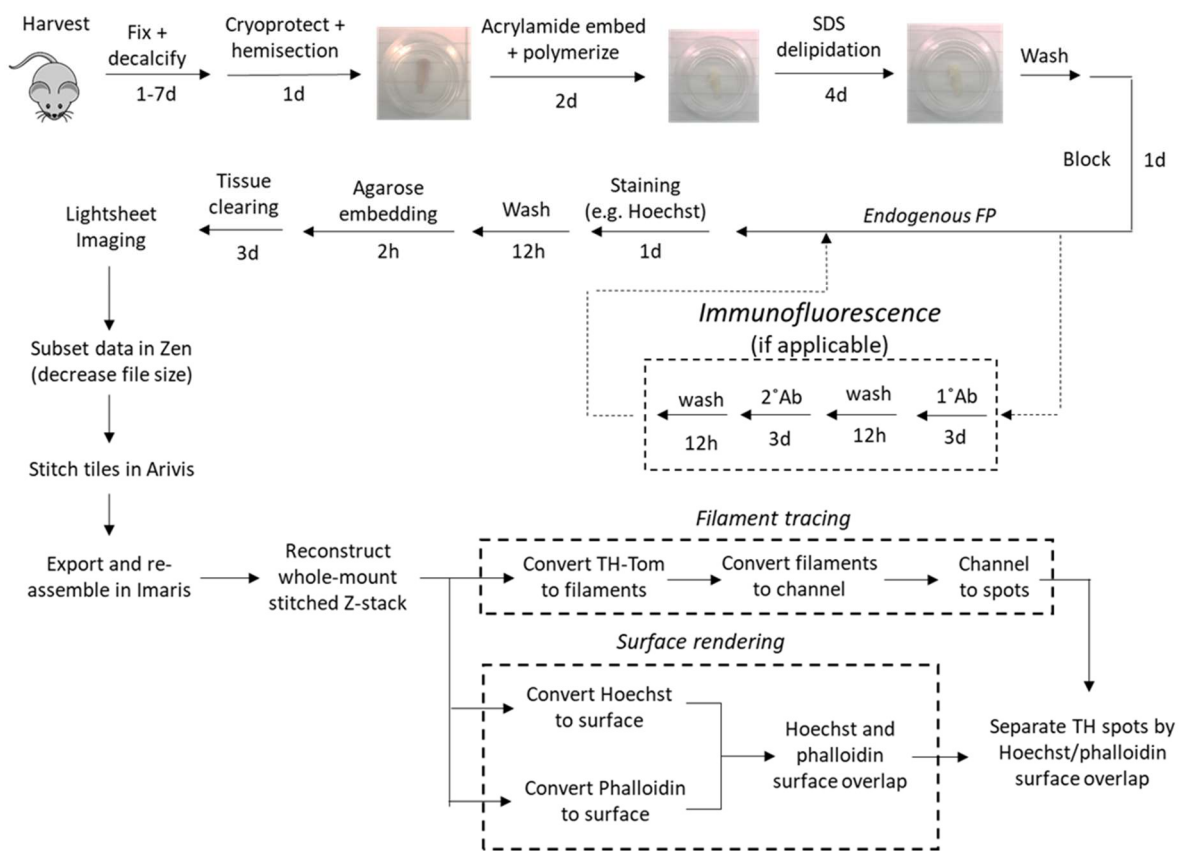 Harvest
Fix +
decalcify
1-7d
Cryoprotect +
hemisection
1d
Acrylamide embed
+ polymerize
2d
SDS
delipidation
4d
Wash
Block
1d
Endogenous FP
Staining
(e.g. Hoechst)
1d
Wash
12h
Agarose
embedding
2h
Tissue
clearing
3d
Lightsheet
Imaging
Immunofluorescence
(if applicable)
1˚Ab
3d
wash
12h
2˚Ab
3d
wash
12h
Subset data in Zen
(decrease file size)
Stitch tiles in Arivis
Export and re-
assemble in Imaris
Reconstruct
whole-mount
stitched Z-stack
Filament tracing
Convert TH-Tom
to filaments
Convert filaments
to channel
Channel
to spots
Surface rendering
Convert Hoechst
to surface
Convert Phalloidin
to surface
Hoechst and
phalloidin
surface overlap
Separate TH spots by
Hoechst/phalloidin
surface overlap